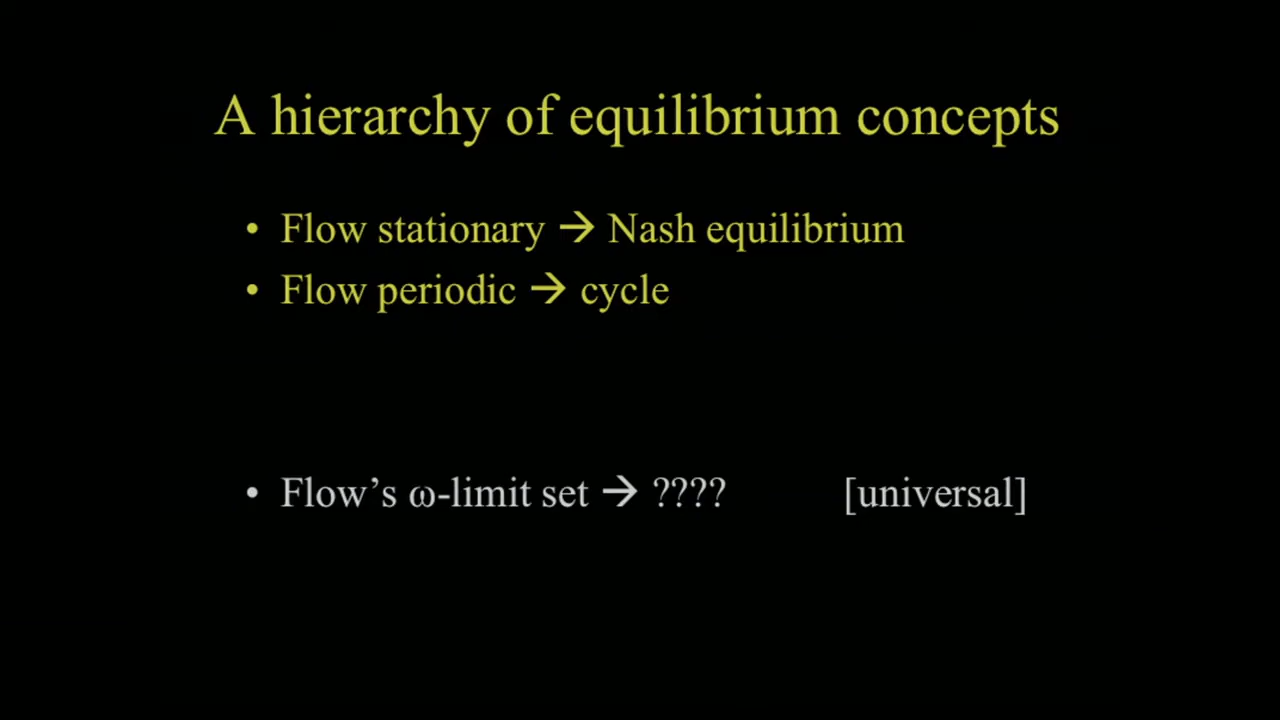 A hierarchy of equilibrium concepts
• Flow stationary → Nash equilibrium
• Flow periodic → cycle
• Flow’s ω-limit set → ???? [universal]